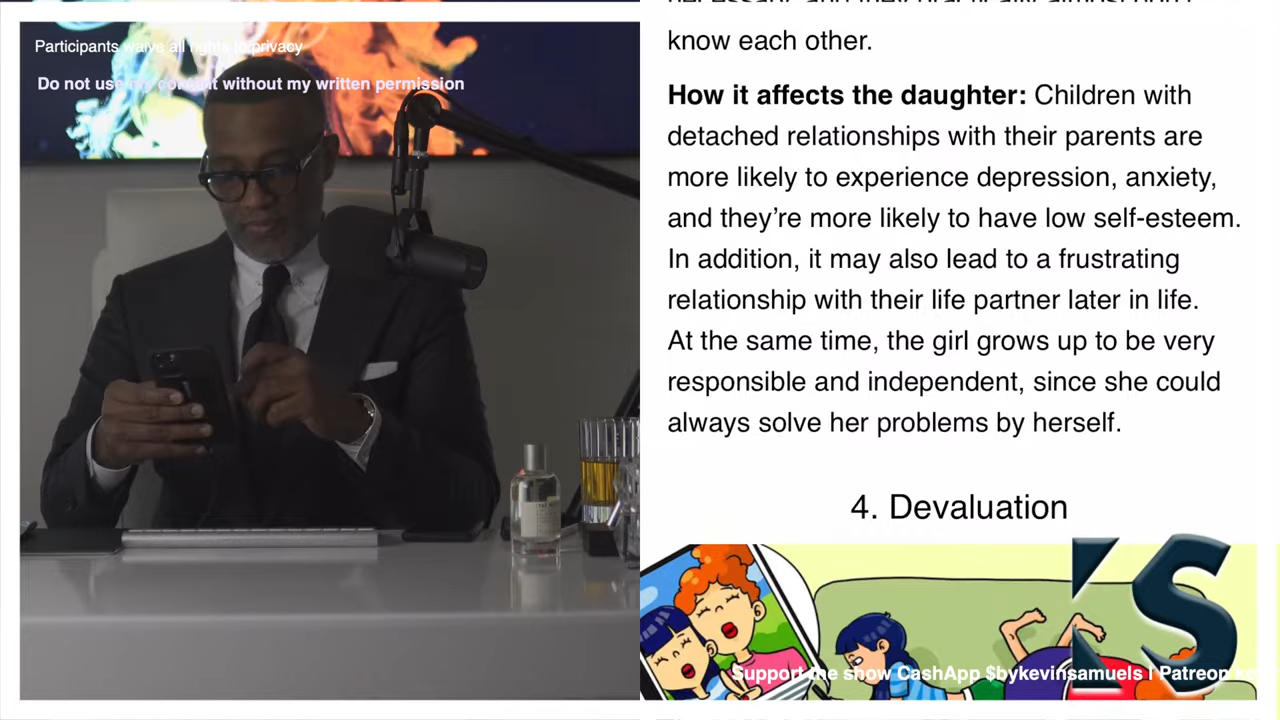 Participants waive all rights to privacy
Do not use my content without my written permission
know each other.
How it affects the daughter: Children with
detached relationships with their parents are
more likely to experience depression, anxiety,
and they’re more likely to have low self-esteem.
In addition, it may also lead to a frustrating
relationship with their life partner later in life.
At the same time, the girl grows up to be very
responsible and independent, since she could
always solve her problems by herself.
4. Devaluation
KS
Support the show CashApp $bykevinsamuels | Patreon